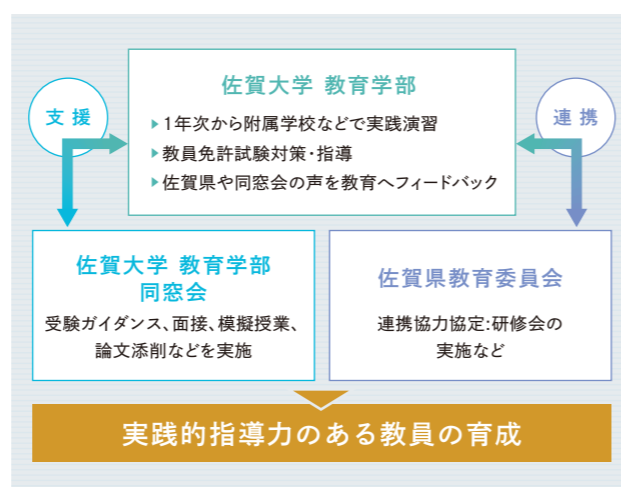 佐賀大学 教育学部
支援
連携
▶1年次から附属学校などで実践演習
▶教員免許試験対策・指導
▶佐賀県や同窓会の声を教育へフィードバック
佐賀大学 教育学部
同窓会
受験ガイダンス、面接、模擬授業、
論文添削などを実施
佐賀県教育委員会
連携協力協定:研修会の
実施など
実践的指導力のある教員の育成